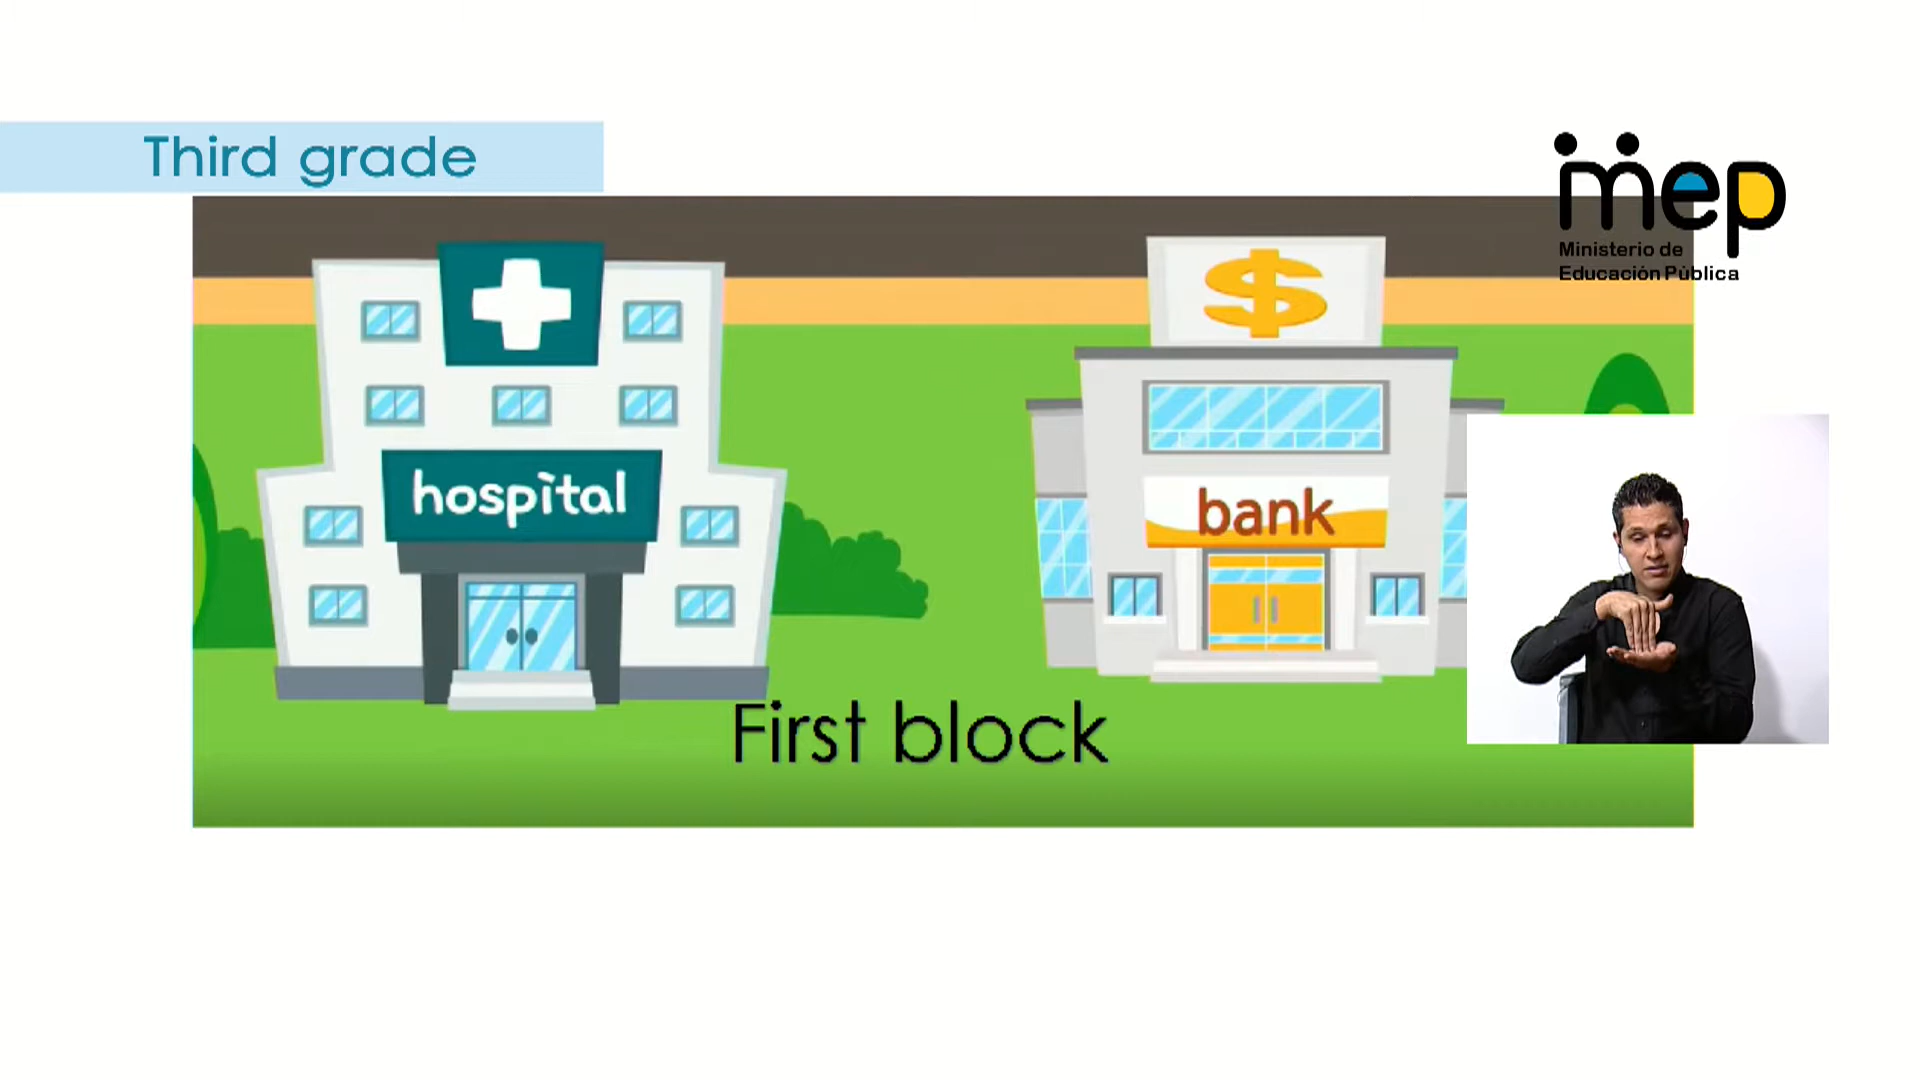 Third grade
mep
Ministerio de
Educación Pública
$
hospital
bank
First block